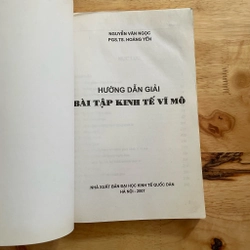 NGUYỄN VĂN NGỌC
PGS.TS. HOÀNG YẾN
HƯỚNG DẪN GIẢI
BÀI TẬP KINH TẾ VĨ MÔ
NHÀ XUẤT BẢN ĐẠI HỌC KINH TẾ QUỐC DÂN
HÀ NỘI - 2007